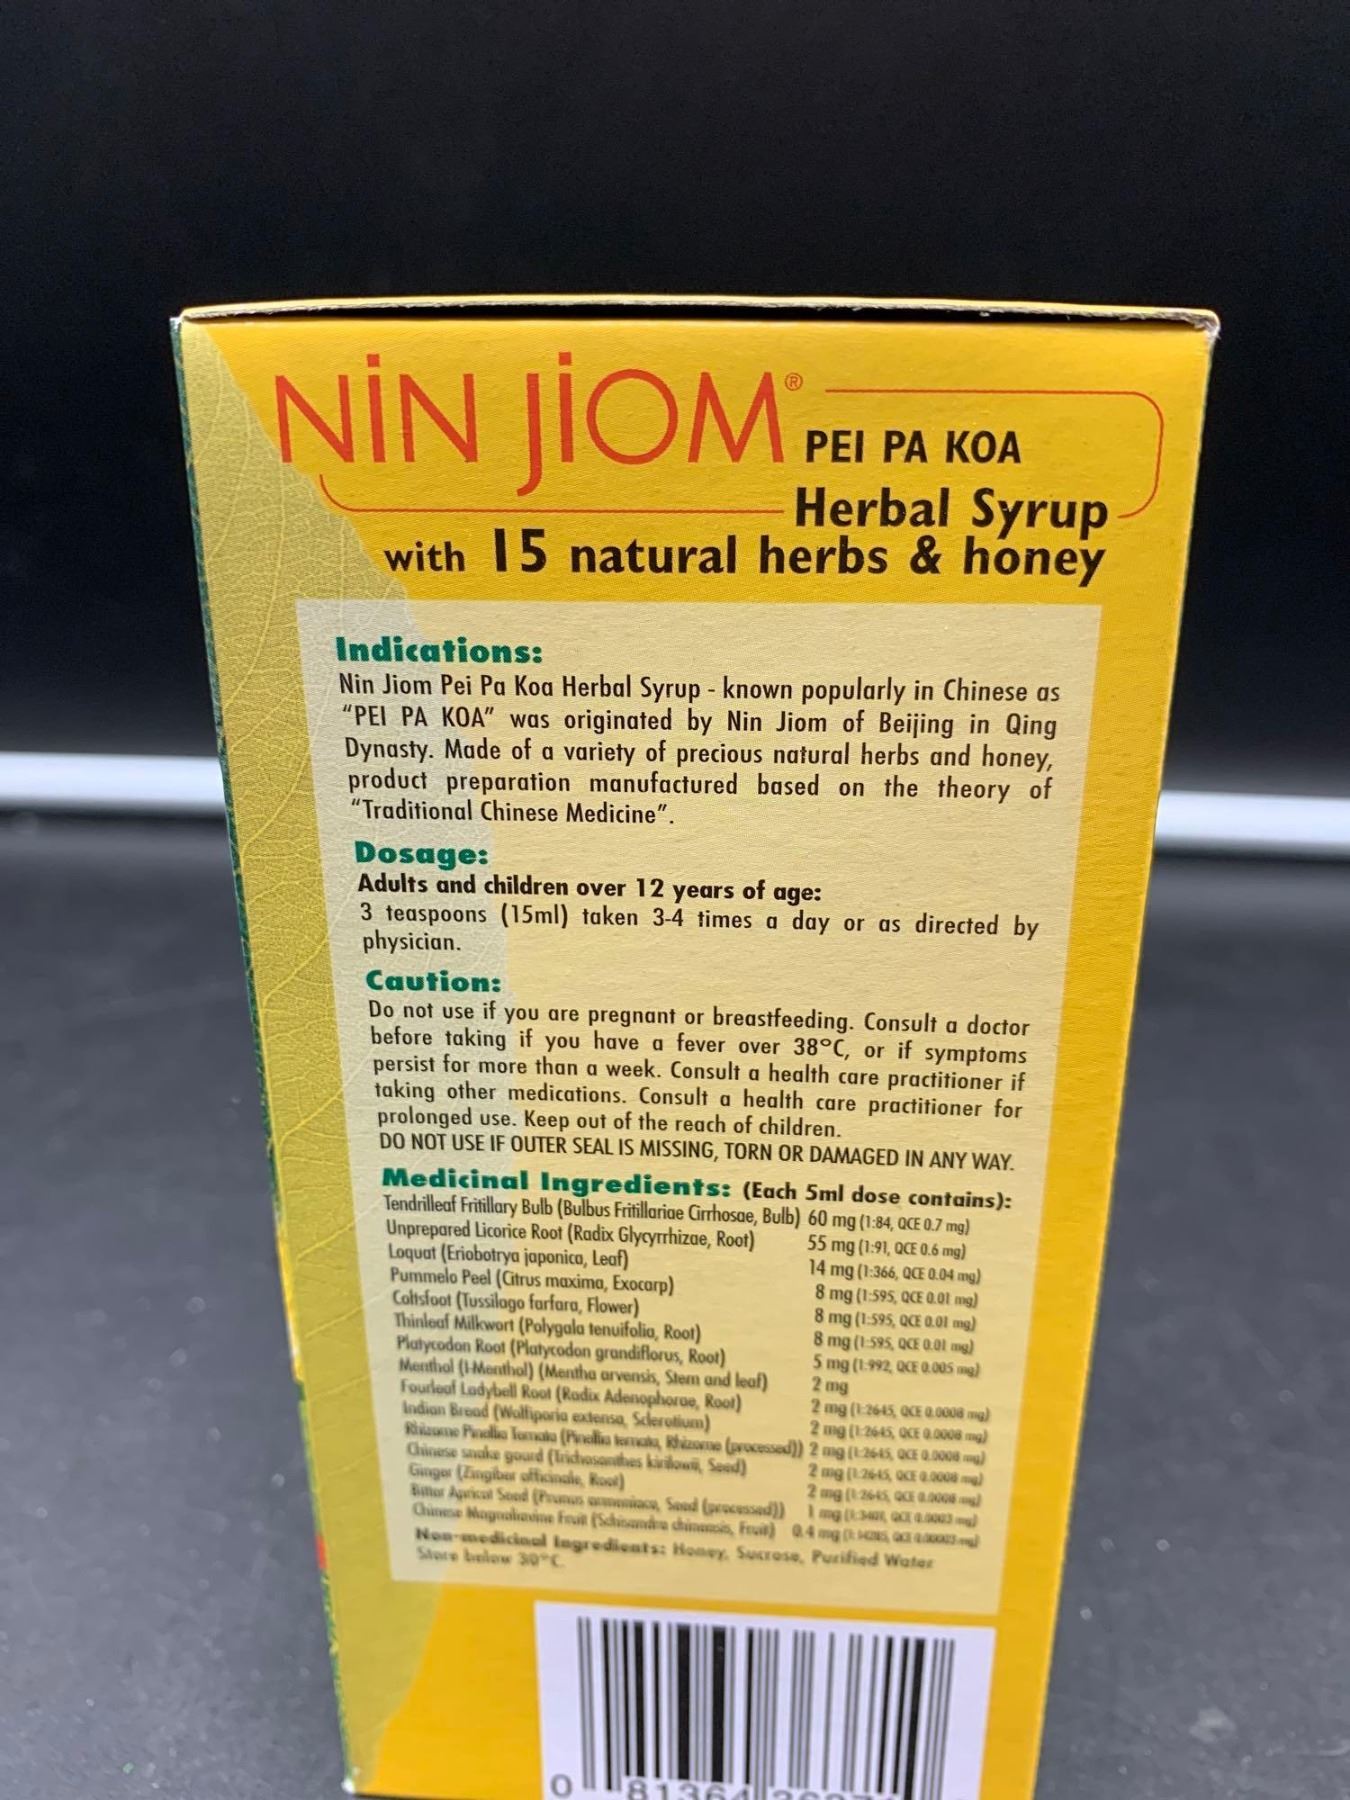 NiN JiOM® PEI PA KOA
Herbal Syrup
with 15 natural herbs & honey
Indications:
Nin Jiom Pei Pa Koa Herbal Syrup - known popularly in Chinese as
“PEI PA KOA” was originated by Nin Jiom of Beijing in Qing
Dynasty. Made of a variety of precious natural herbs and honey,
product preparation manufactured based on the theory of
“Traditional Chinese Medicine”.
Dosage:
Adults and children over 12 years of age:
3 teaspoons (15ml) taken 3-4 times a day or as directed by
physician.
Caution:
Do not use if you are pregnant or breastfeeding. Consult a doctor
before taking if you have a fever over 38°C, or if symptoms
persist for more than a week. Consult a health care practitioner if
taking other medications. Consult a health care practitioner for
prolonged use. Keep out of the reach of children.
DO NOT USE IF OUTER SEAL IS MISSING, TORN OR DAMAGED IN ANY WAY.
Medicinal Ingredients: (Each 5ml dose contains):
Tendrilleaf Fritillary Bulb (Bulbus Fritillariae Cirrhosae, Bulb) 60 mg (1:84, QCE 0.7 mg)
Unprepared Licorice Root (Radix Glycyrrhizae, Root) 55 mg (1:91, QCE 0.6 mg)
Loquat (Eriobotrya japonica, Leaf) 14 mg (1:366, QCE 0.04 mg)
Pummelo Peel (Citrus maxima, Exocarp) 8 mg (1:595, QCE 0.01 mg)
Coltsfoot (Tussilago farfara, Flower) 8 mg (1:595, QCE 0.01 mg)
Thinleaf Milkwort (Polygala tenuifolia, Root) 8 mg (1:595, QCE 0.01 mg)
Platycodon Root (Platycodon grandiflorus, Root) 5 mg (1:992, QCE 0.005 mg)
Menthol (l-Menthol) (Mentha arvensis, Stem and leaf) 2 mg
Fourleaf Ladybell Root (Radix Adenophorae, Root) 2 mg (1:2645, QCE 0.0008 mg)
Indian Bread (Wolfiporia extensa, Sclerotium) 2 mg (1:2645, QCE 0.0008 mg)
Rhizome Pinellia Ternata (Pinellia ternata, Rhizome (processed)) 2 mg (1:2645, QCE 0.0008 mg)
Chinese snake gourd (Trichosanthes kirilowii, Seed) 2 mg (1:2645, QCE 0.0008 mg)
Ginger (Zingiber officinale, Root) 2 mg (1:2645, QCE 0.0008 mg)
Bitter Apricot Seed (Prunus armeniaca, Seed (processed)) 1 mg
Chinese Magnoliavine Fruit (Schisandra chinensis, Fruit) 0.4 mg
Non-medicinal Ingredients: Honey, Sucrose, Purified Water
Store below 30°C.
0 81364